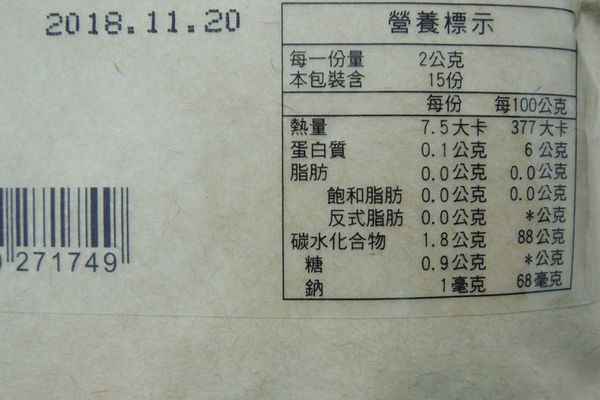 2018.11.20
營養標示
每一份量 2公克
本包裝含 15份
每份 每100公克
熱量 7.5大卡 377大卡
蛋白質 0.1公克 6公克
脂肪 0.0公克 0.0公克
飽和脂肪 0.0公克 0.0公克
反式脂肪 0.0公克 *公克
碳水化合物 1.8公克 88公克
糖 0.9公克 *公克
鈉 1毫克 68毫克
271749